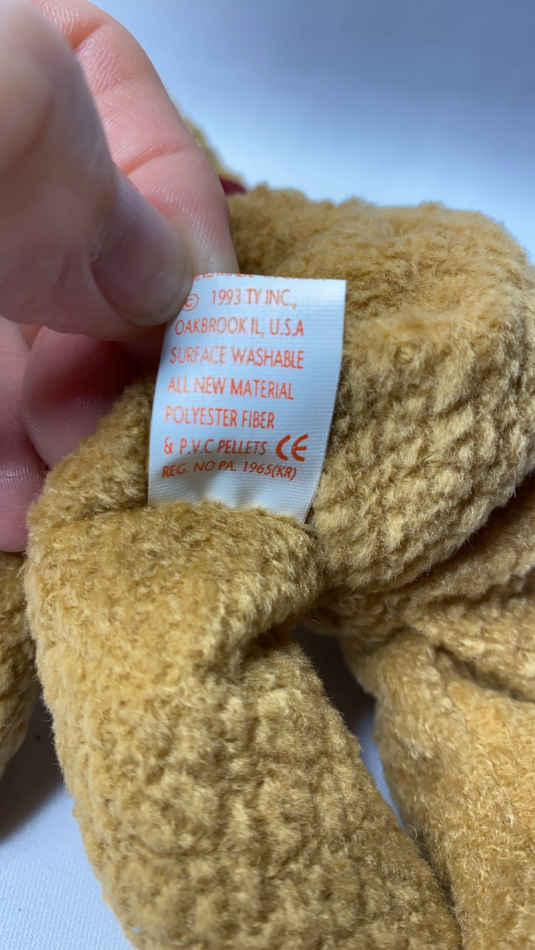 © 1993 TY INC.,
OAKBROOK IL, U.S.A
SURFACE WASHABLE
ALL NEW MATERIAL
POLYESTER FIBER
& P.V.C PELLETS CE
REG. NO PA. 1965(KR)